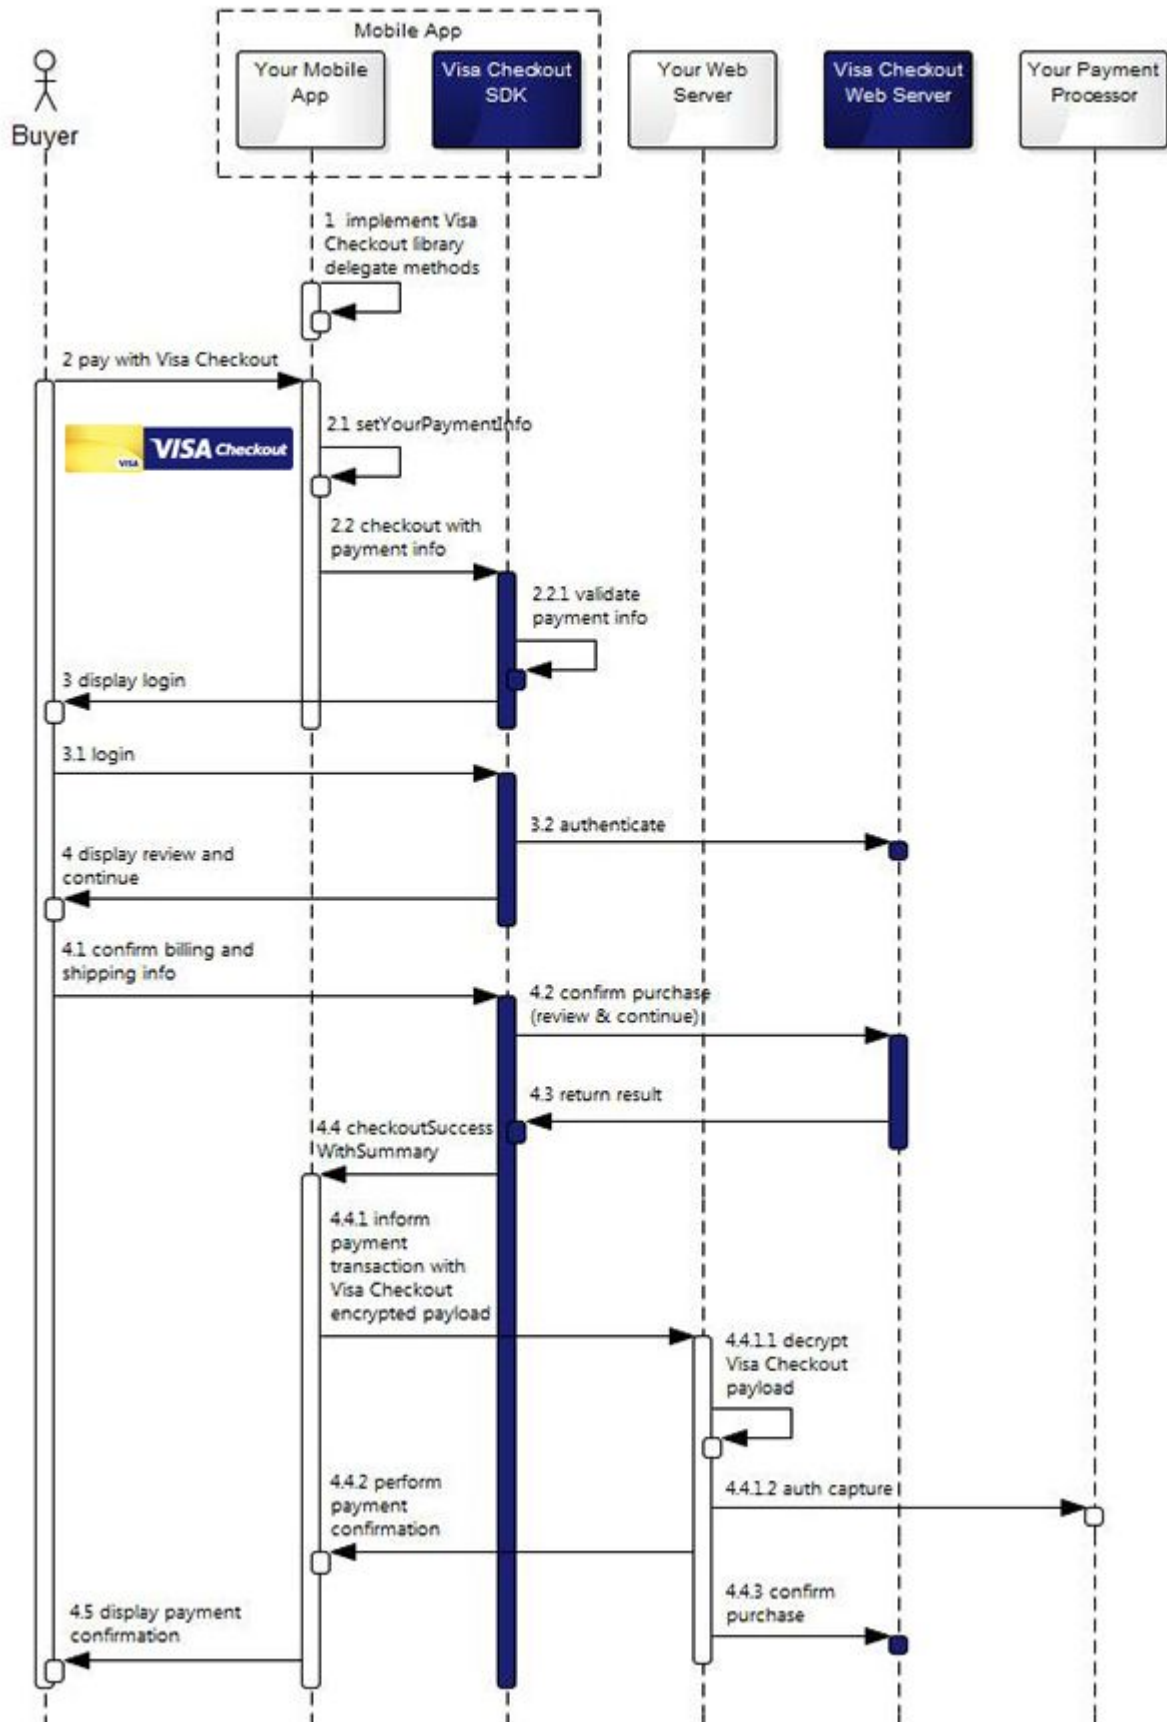 Mobile App
Your Mobile
App
Visa Checkout
SDK
Your Web
Server
Visa Checkout
Web Server
Your Payment
Processor
Buyer
1 implement Visa
Checkout library
delegate methods
2 pay with Visa Checkout
VISA
VISA Checkout
2.1 setYourPaymentInfo
2.2 checkout with
payment info
2.2.1 validate
payment info
3 display login
3.1 login
3.2 authenticate
4 display review and
continue
4.1 confirm billing and
shipping info
4.2 confirm purchase
(review & continue)
4.3 return result
4.4 checkoutSuccess
WithSummary
4.4.1 inform
payment
transaction with
Visa Checkout
encrypted payload
4.4.1.1 decrypt
Visa Checkout
payload
4.4.2 perform
payment
confirmation
4.4.1.2 auth capture
4.4.3 confirm
purchase
4.5 display payment
confirmation